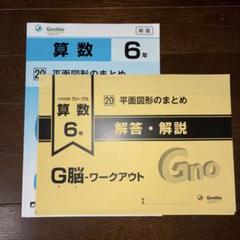 Gnoble
新版
算数 6年
20 平面図形のまとめ
中学受験 グノーブル
算数
6年
20 平面図形のまとめ
解答・解説
Gno
G脳-ワークアウト
Gnoble